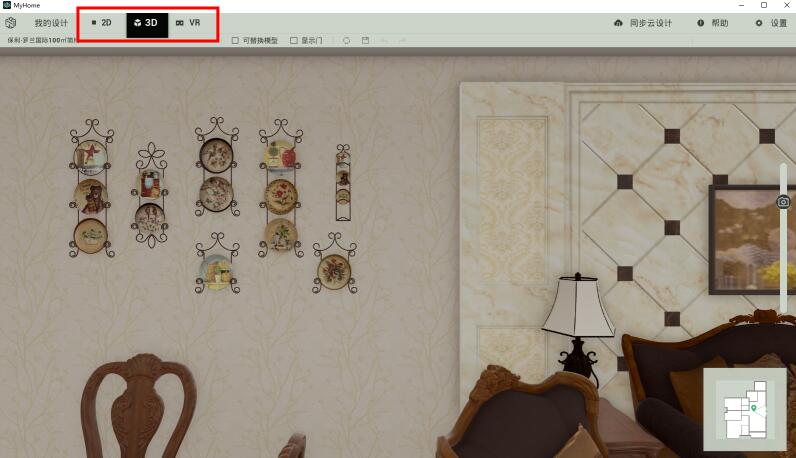 MyHome
我的设计
2D
3D
VR
同步云设计
帮助
设置
保利·罗兰国际100㎡简
可替换模型
显示门